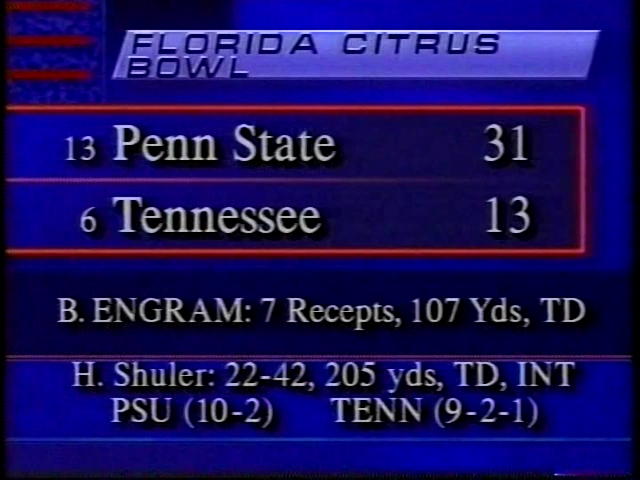 FLORIDA CITRUS
BOWL
13 Penn State 31
6 Tennessee 13
B. ENGRAM: 7 Recepts, 107 Yds, TD
H. Shuler: 22-42, 205 yds, TD, INT
PSU (10-2) TENN (9-2-1)